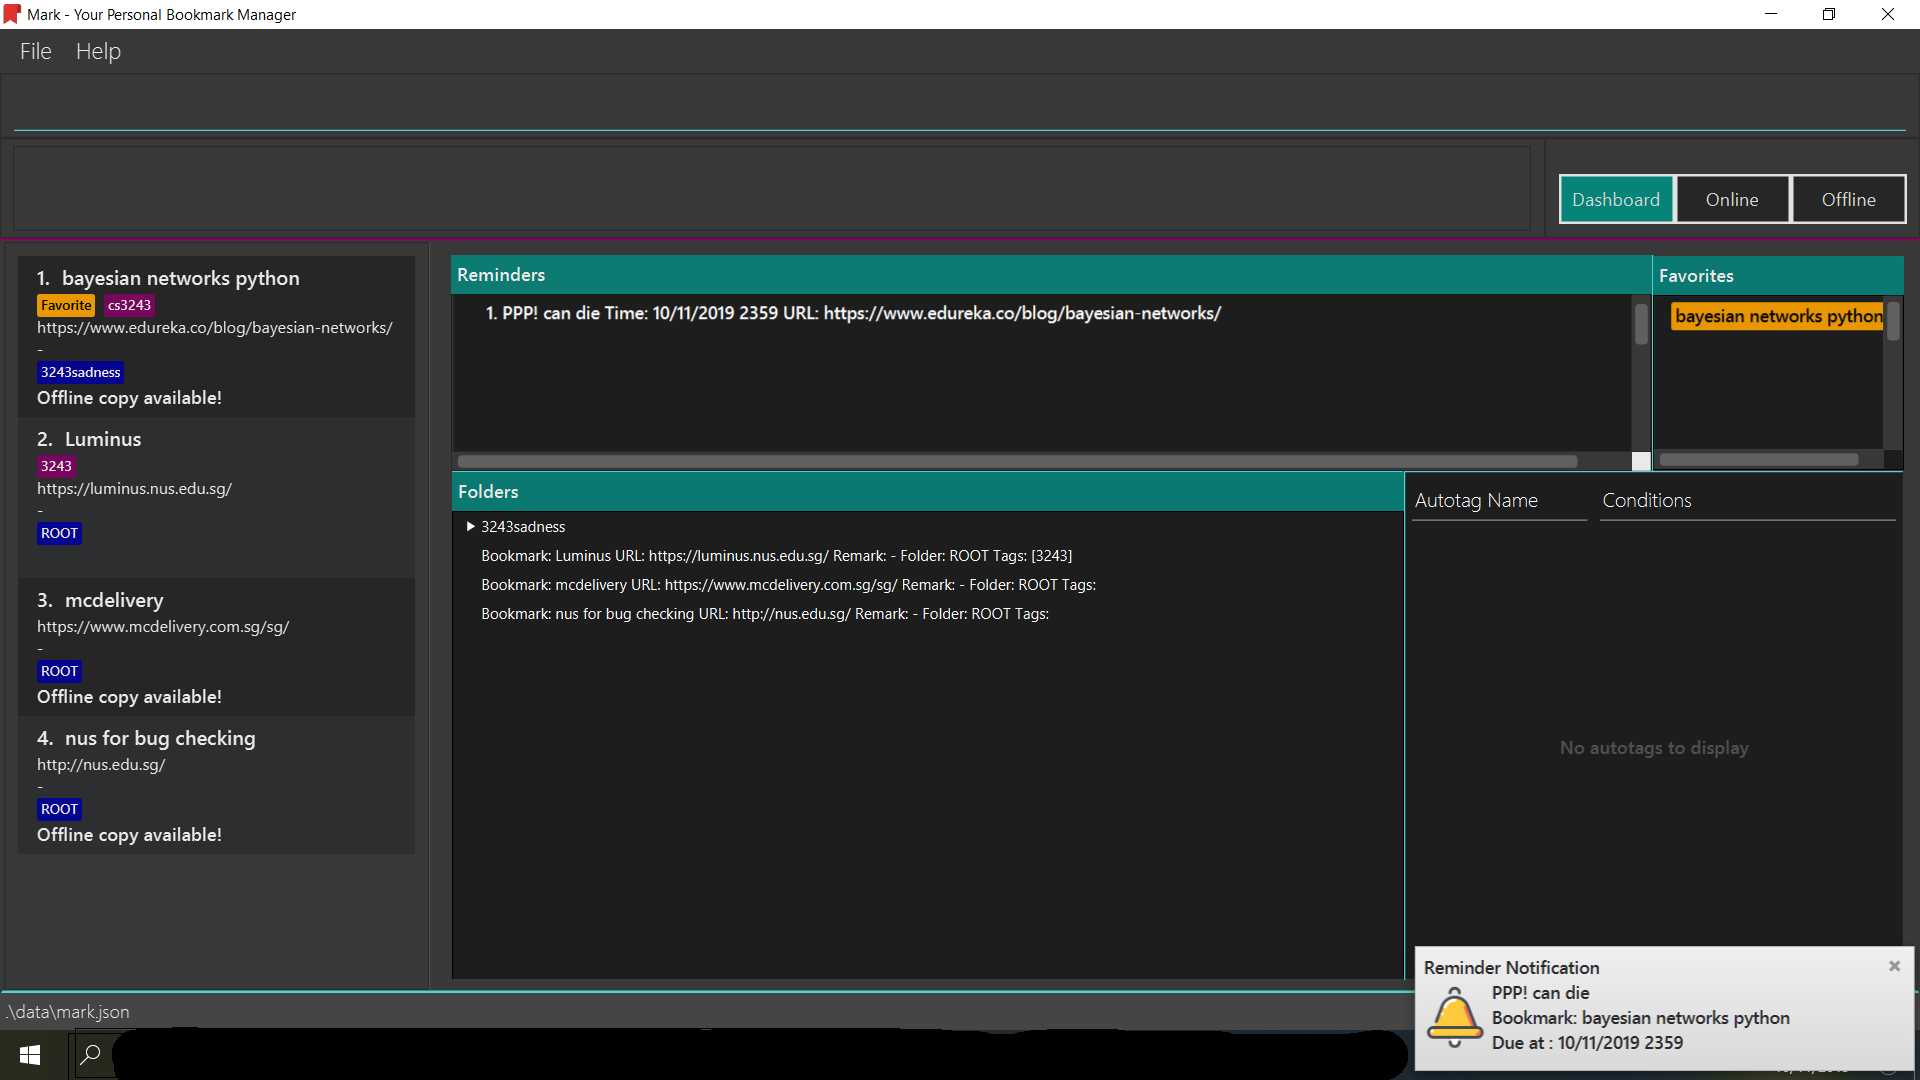 Mark - Your Personal Bookmark Manager
File Help
Dashboard Online Offline
1. bayesian networks python
Favorite cs3243
https://www.edureka.co/blog/bayesian-networks/
-
3243sadness
Offline copy available!
2. Luminus
3243
https://luminus.nus.edu.sg/
-
ROOT
3. mcdelivery
https://www.mcdelivery.com.sg/sg/
-
ROOT
Offline copy available!
4. nus for bug checking
http://nus.edu.sg/
-
ROOT
Offline copy available!
Reminders
1. PPP! can die Time: 10/11/2019 2359 URL: https://www.edureka.co/blog/bayesian-networks/
Favorites
bayesian networks python
Folders
3243sadness
Bookmark: Luminus URL: https://luminus.nus.edu.sg/ Remark: - Folder: ROOT Tags: [3243]
Bookmark: mcdelivery URL: https://www.mcdelivery.com.sg/sg/ Remark: - Folder: ROOT Tags:
Bookmark: nus for bug checking URL: http://nus.edu.sg/ Remark: - Folder: ROOT Tags:
Autotag Name Conditions
No autotags to display
Reminder Notification
PPP! can die
Bookmark: bayesian networks python
Due at : 10/11/2019 2359
.\data\mark.json